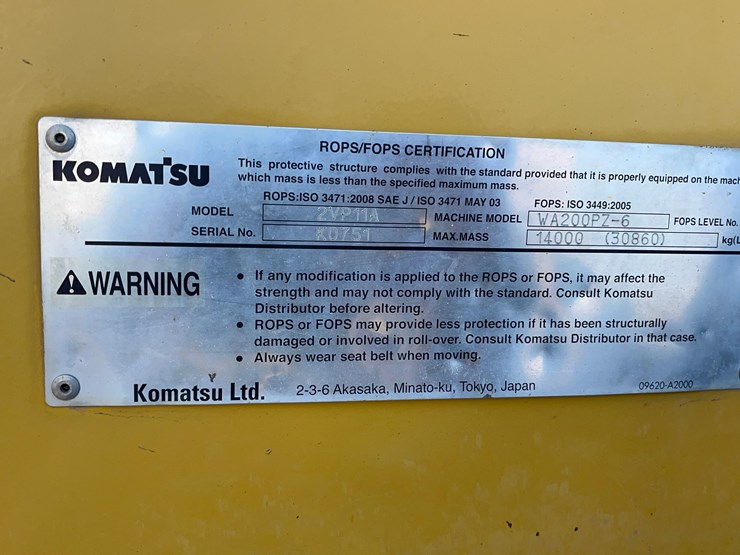 ROPS/FOPS CERTIFICATION
KOMATSU
This protective structure complies with the standard provided that it is properly equipped on the mach
which mass is less than the specified maximum mass.
ROPS:ISO 3471:2008 SAE J / ISO 3471 MAY 03 FOPS: ISO 3449:2005
MODEL MACHINE MODEL WA200PZ-6 FOPS LEVEL No.
SERIAL No. K0751 MAX.MASS 14000 (30860) kg(L
WARNING
• If any modification is applied to the ROPS or FOPS, it may affect the
strength and may not comply with the standard. Consult Komatsu
Distributor before altering.
• ROPS or FOPS may provide less protection if it has been structurally
damaged or involved in roll-over. Consult Komatsu Distributor in that case.
• Always wear seat belt when moving.
Komatsu Ltd. 2-3-6 Akasaka, Minato-ku, Tokyo, Japan 09620-A2000